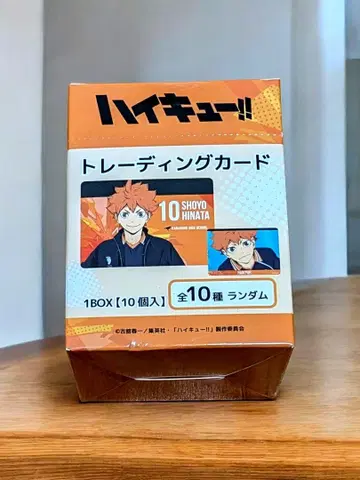 ハイキュー!!
トレーディングカード
10 SHOYO
HINATA
1BOX【10個入】
全10種 ランダム
©古舘春一／集英社・「ハイキュー!!」製作委員会